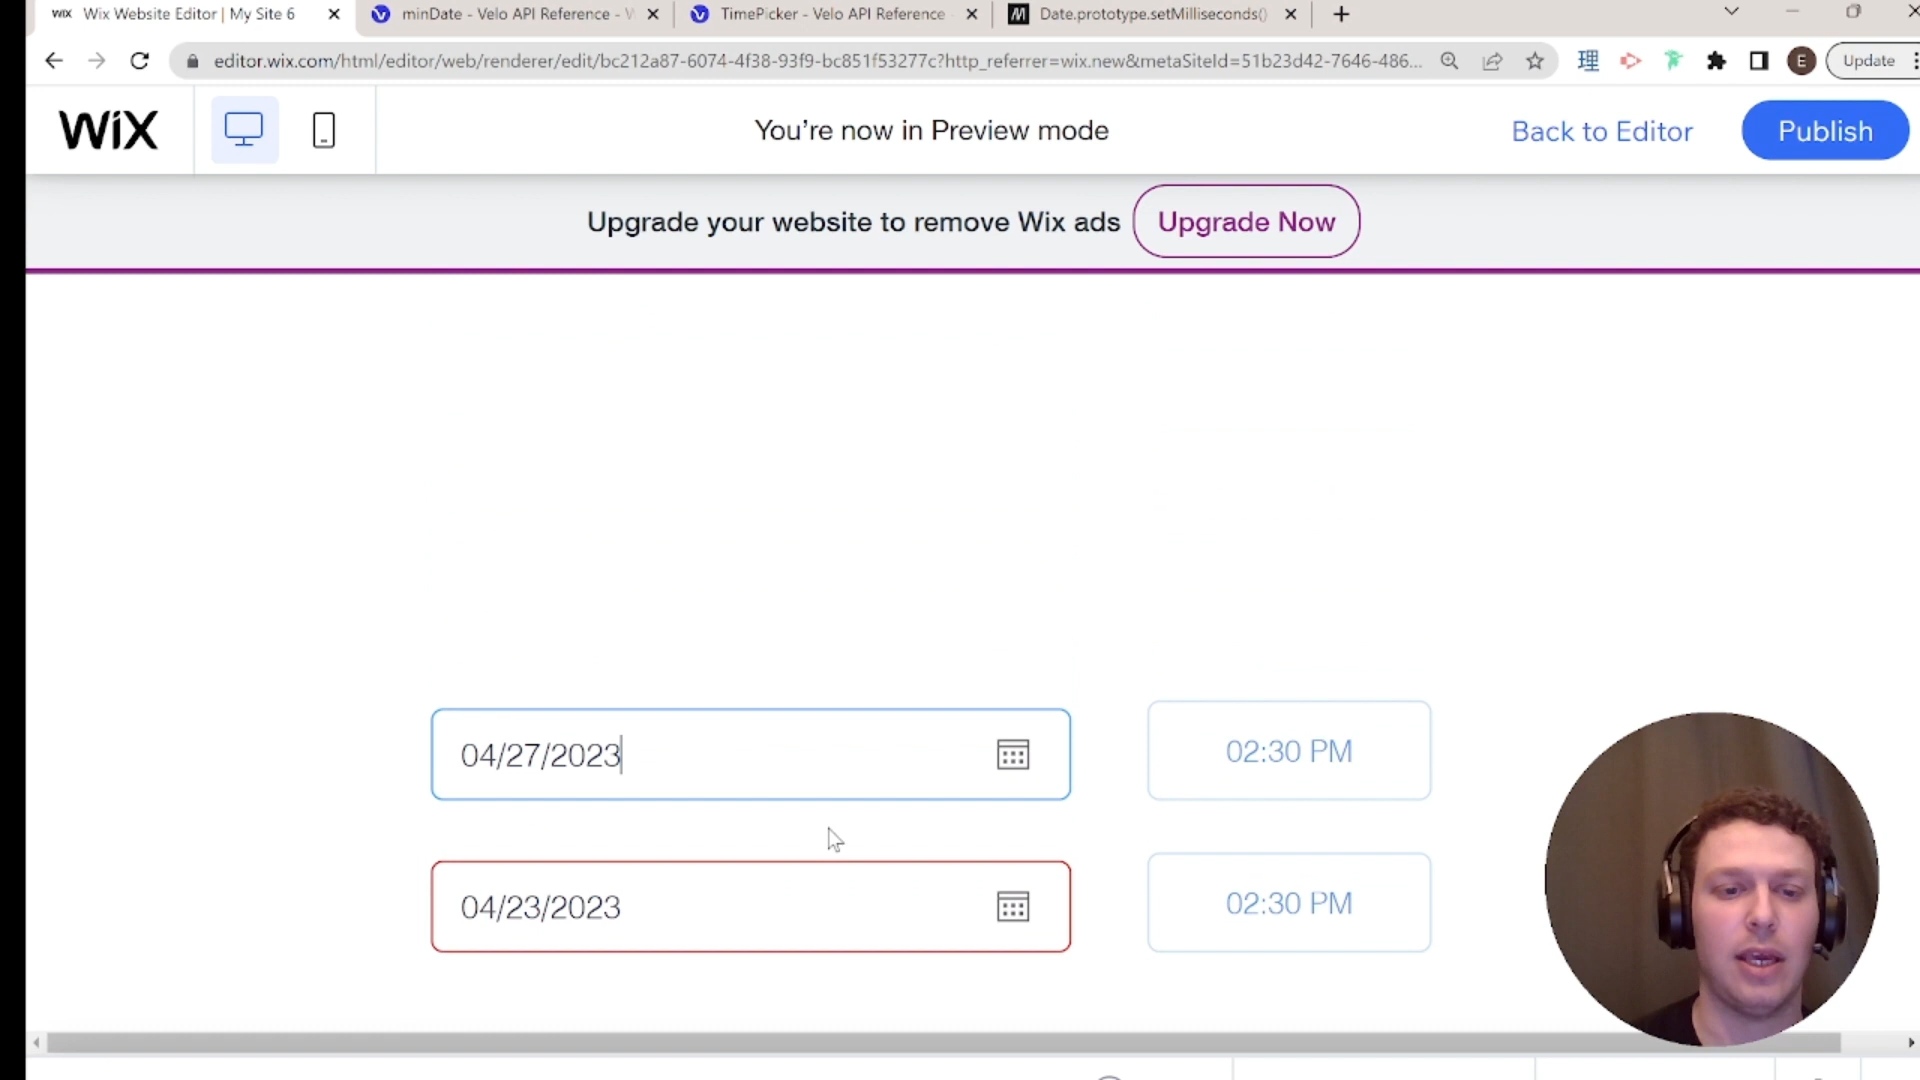 WiX Wix Website Editor | My Site 6
minDate - Velo API Reference -
TimePicker - Velo API Reference
M Date.prototype.setMilliseconds()
editor.wix.com/html/editor/web/renderer/edit/bc212a87-6074-4f38-93f9-bc851f53277c?http_referrer=wix.new&metaSiteId=51b23d42-7646-486...
理
E
Update
WiX
You're now in Preview mode
Back to Editor
Publish
Upgrade your website to remove Wix ads
Upgrade Now
04/27/2023
02:30 PM
04/23/2023
02:30 PM